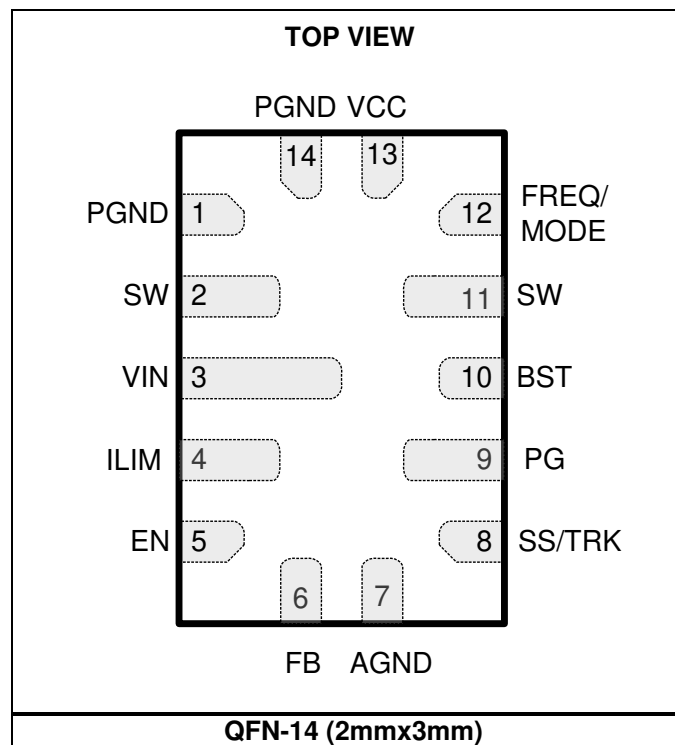 TOP VIEW
PGND VCC
14 13
PGND 1 12 FREQ/
MODE
SW 2 11 SW
VIN 3 10 BST
ILIM 4 9 PG
EN 5 8 SS/TRK
6 7
FB AGND
QFN-14 (2mmx3mm)